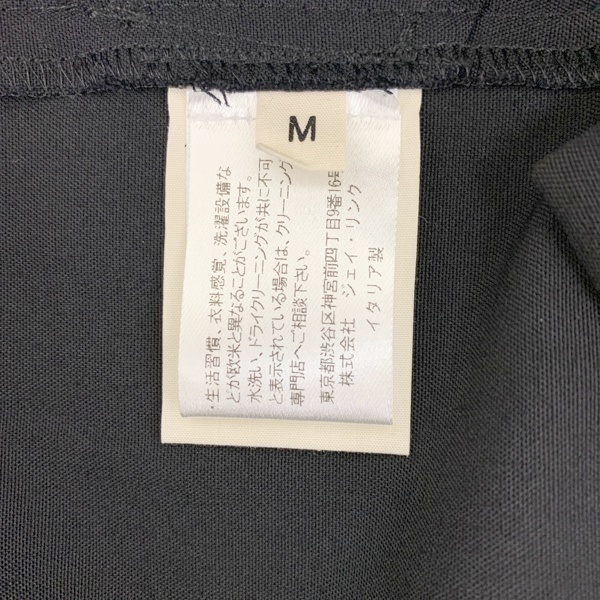 M
・生活習慣、衣料感覚、洗濯設備な
どが欧米と異なることがございます。
水洗い、ドライクリーニングが共に不可
と表示されている場合は、クリーニング
専門店へご相談下さい。
東京都渋谷区神宮前四丁目9番16号
株式会社 ジェイ・リンク
イタリア製